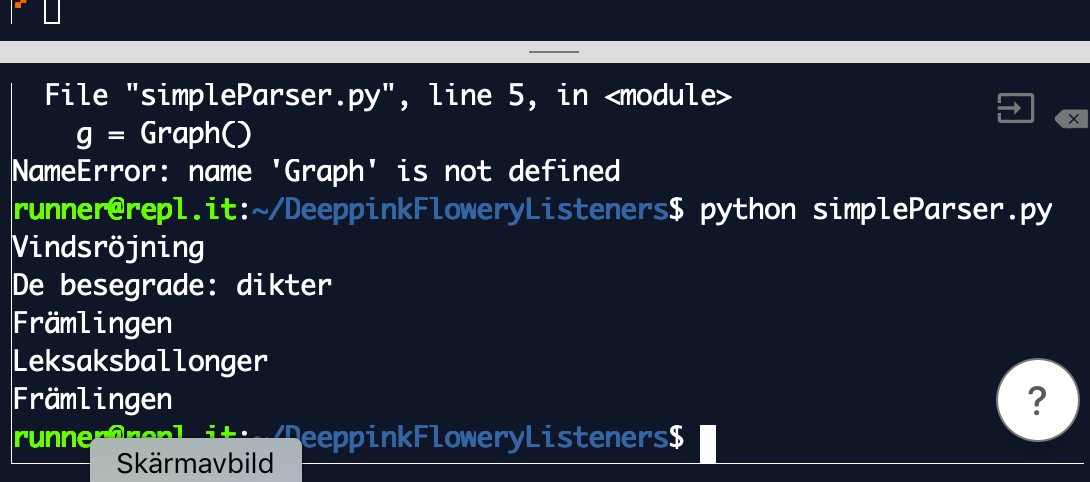 File "simpleParser.py", line 5, in <module>
g = Graph()
NameError: name 'Graph' is not defined
runner@repl.it:~/DeeppinkFloweryListeners$ python simpleParser.py
Vindsröjning
De besegrade: dikter
Främlingen
Leksaksballonger
Främlingen
runner@repl.it:~/DeeppinkFloweryListeners$
?
Skärmavbild